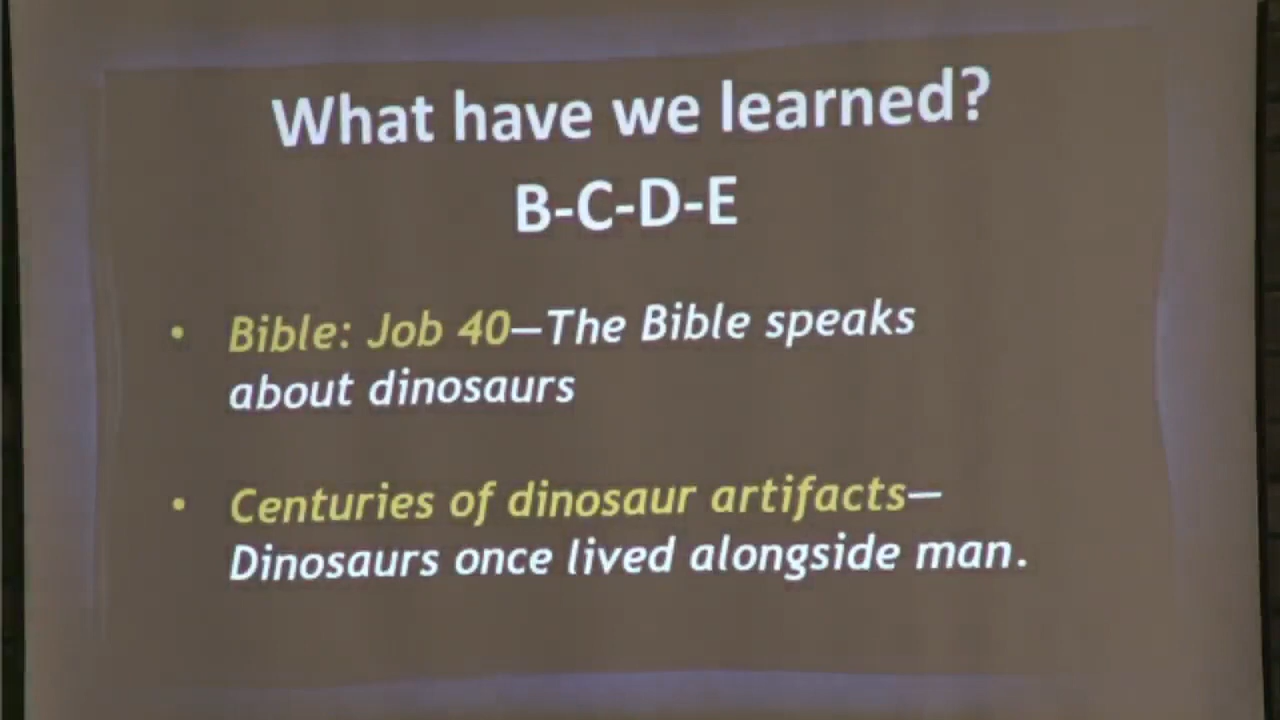 What have we learned?
B-C-D-E
• Bible: Job 40—The Bible speaks
about dinosaurs
• Centuries of dinosaur artifacts—
Dinosaurs once lived alongside man.